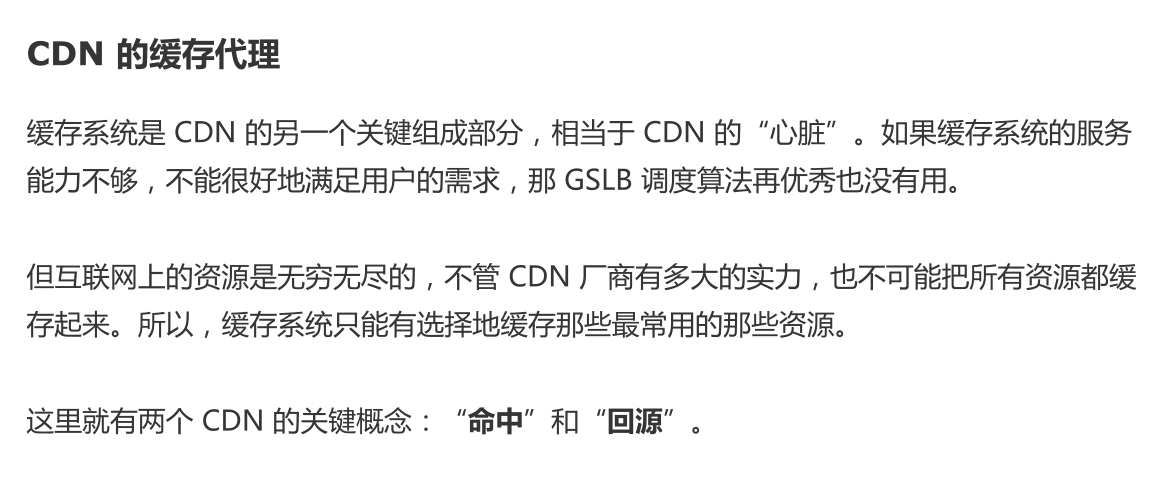 CDN 的缓存代理
缓存系统是 CDN 的另一个关键组成部分，相当于 CDN 的“心脏”。如果缓存系统的服务
能力不够，不能很好地满足用户的需求，那 GSLB 调度算法再优秀也没有用。
但互联网上的资源是无穷无尽的，不管 CDN 厂商有多大的实力，也不可能把所有资源都缓
存起来。所以，缓存系统只能有选择地缓存那些最常用的那些资源。
这里就有两个 CDN 的关键概念：“命中”和“回源”。